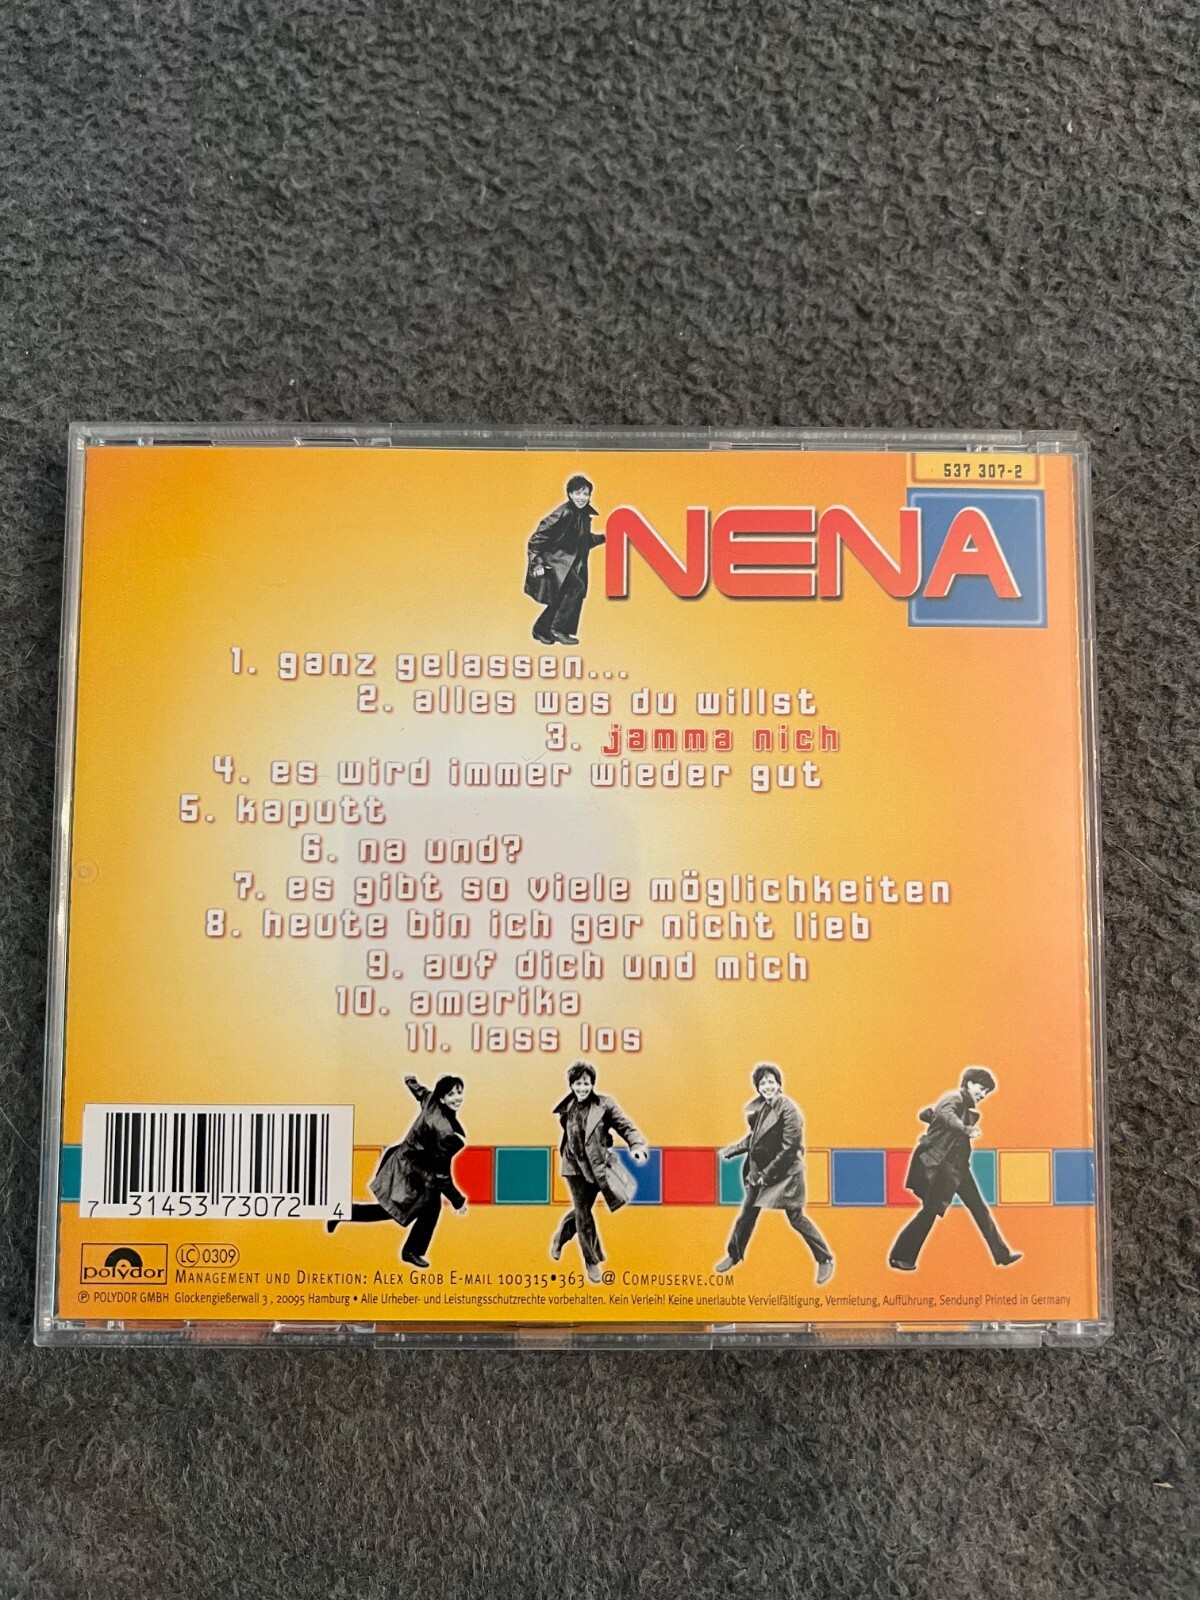 537 307-2
NENA
1. ganz gelassen...
2. alles was du willst
3. jamma nich
4. es wird immer wieder gut
5. kaputt
6. na und?
7. es gibt so viele möglichkeiten
8. heute bin ich gar nicht lieb
9. auf dich und mich
10. amerika
11. lass los
7 31453 73072 4
polydor LC 0309
Management und Direktion: Alex Grob E-mail 100315•363 @ Compuserve.com
℗ POLYDOR GMBH Glockengießerwall 3 , 20095 Hamburg • Alle Urheber- und Leistungsschutzrechte vorbehalten. Kein Verleih! Keine unerlaubte Vervielfältigung, Vermietung, Aufführung, Sendung! Printed in Germany